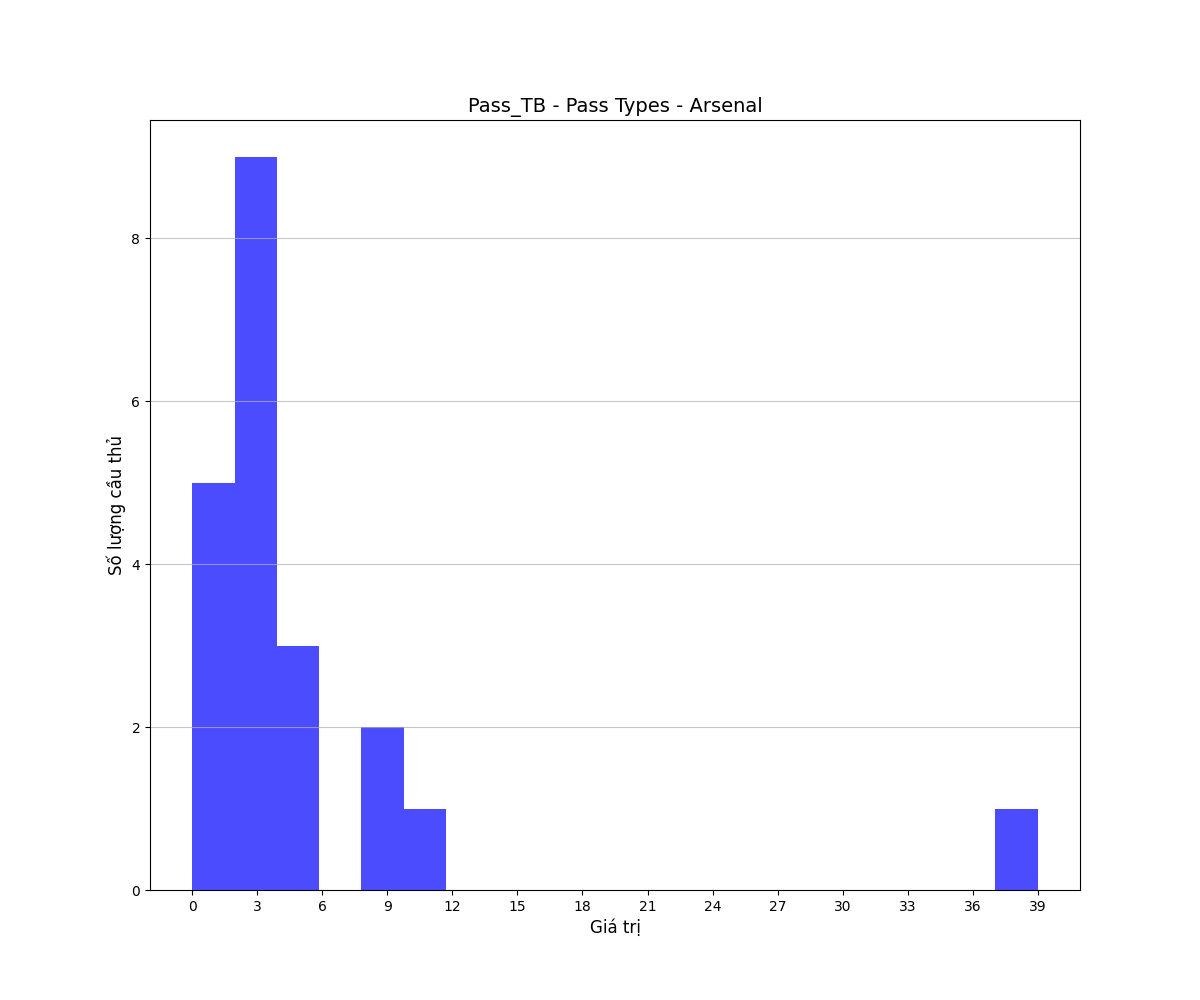 Pass_TB - Pass Types - Arsenal
Số lượng cầu thủ
8
6
4
2
0
0 3 6 9 12 15 18 21 24 27 30 33 36 39
Giá trị